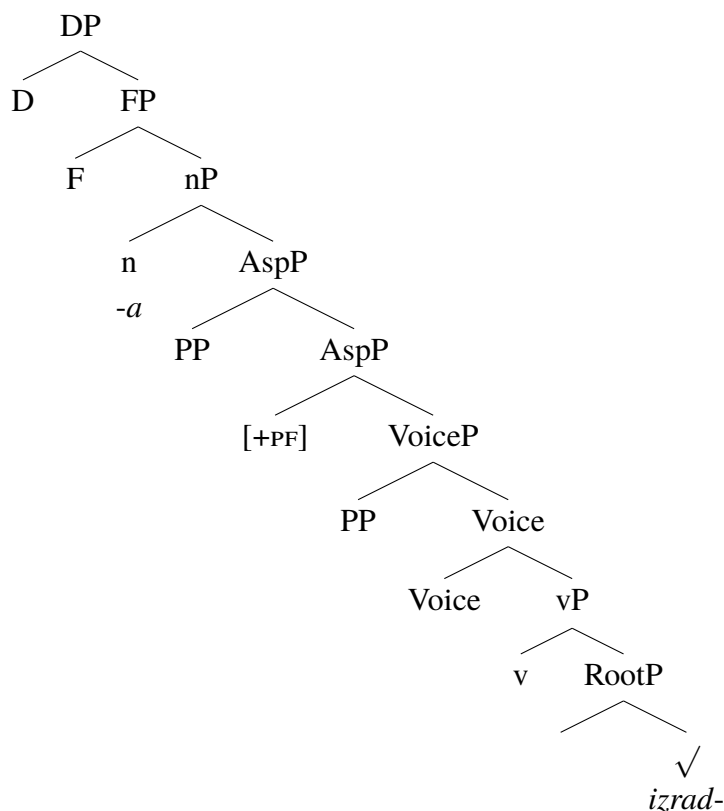 DP
D FP
F nP
n AspP
-a
PP AspP
[+PF] VoiceP
PP Voice
Voice vP
v RootP
√
izrad-